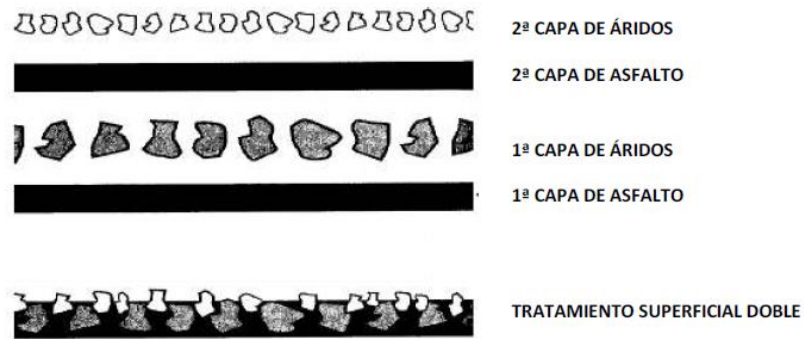 2ª CAPA DE ÁRIDOS
2ª CAPA DE ASFALTO
1ª CAPA DE ÁRIDOS
1ª CAPA DE ASFALTO
TRATAMIENTO SUPERFICIAL DOBLE